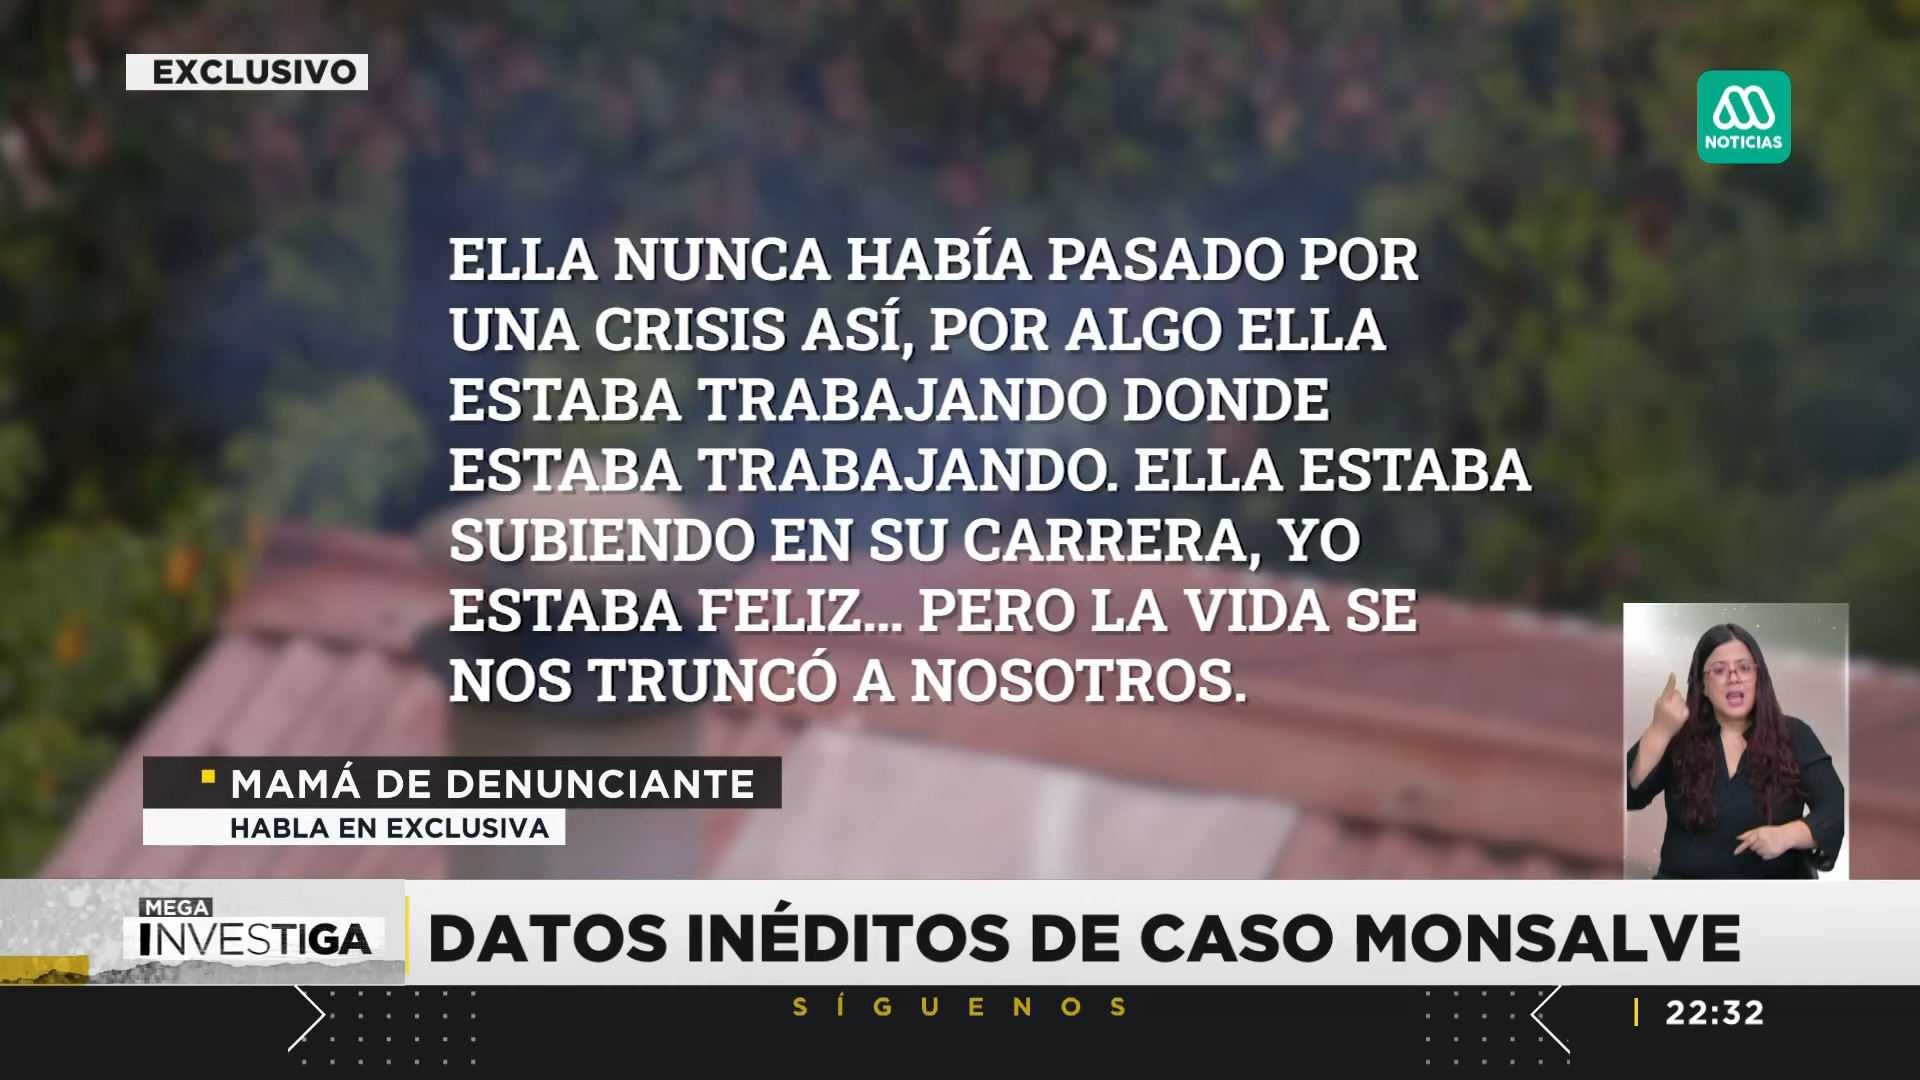 EXCLUSIVO
NOTICIAS
ELLA NUNCA HABÍA PASADO POR
UNA CRISIS ASÍ, POR ALGO ELLA
ESTABA TRABAJANDO DONDE
ESTABA TRABAJANDO. ELLA ESTABA
SUBIENDO EN SU CARRERA, YO
ESTABA FELIZ... PERO LA VIDA SE
NOS TRUNCÓ A NOSOTROS.
MAMÁ DE DENUNCIANTE
HABLA EN EXCLUSIVA
MEGA
INVESTIGA
DATOS INÉDITOS DE CASO MONSALVE
SÍGUENOS
22:32